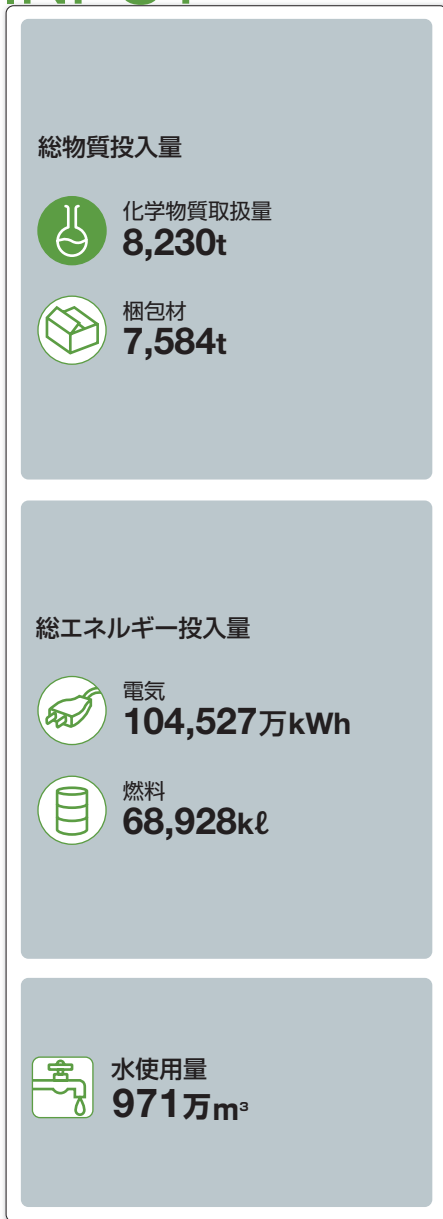 INPUT
総物質投入量
化学物質取扱量
8,230t
梱包材
7,584t
総エネルギー投入量
電気
104,527万kWh
燃料
68,928kℓ
水使用量
971万m³